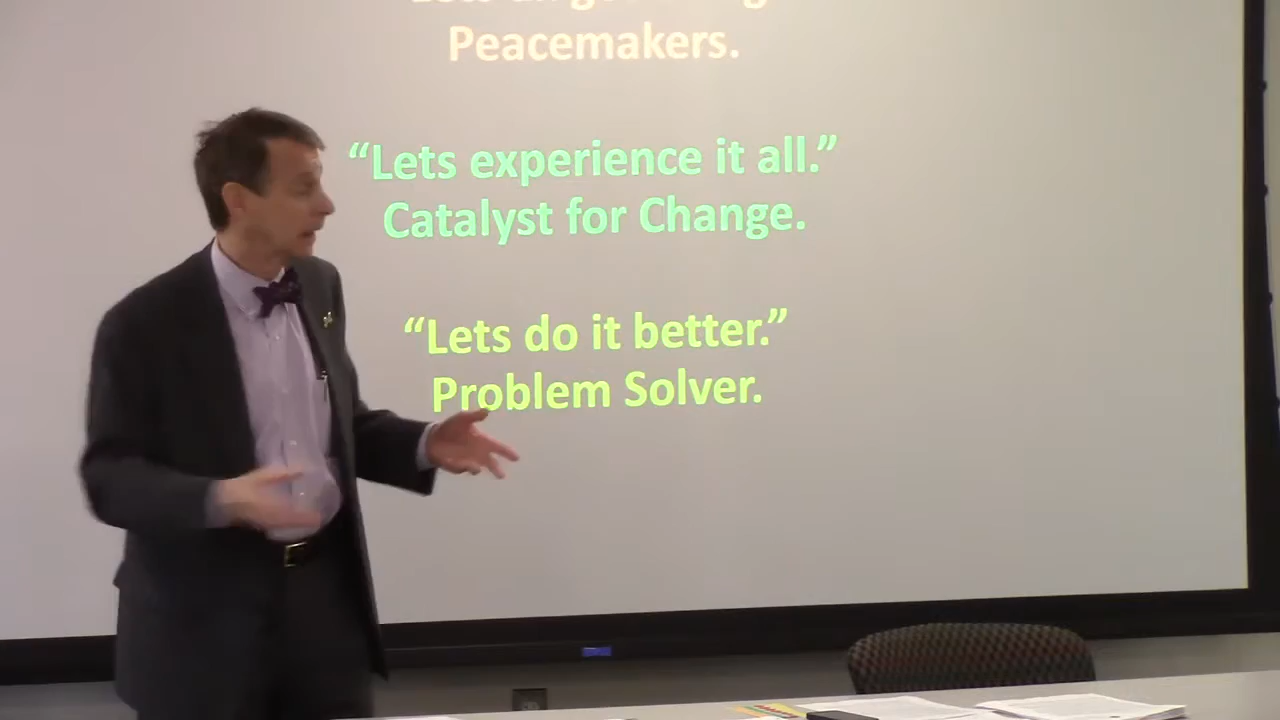 Peacemakers.
“Lets experience it all.”
Catalyst for Change.
“Lets do it better.”
Problem Solver.